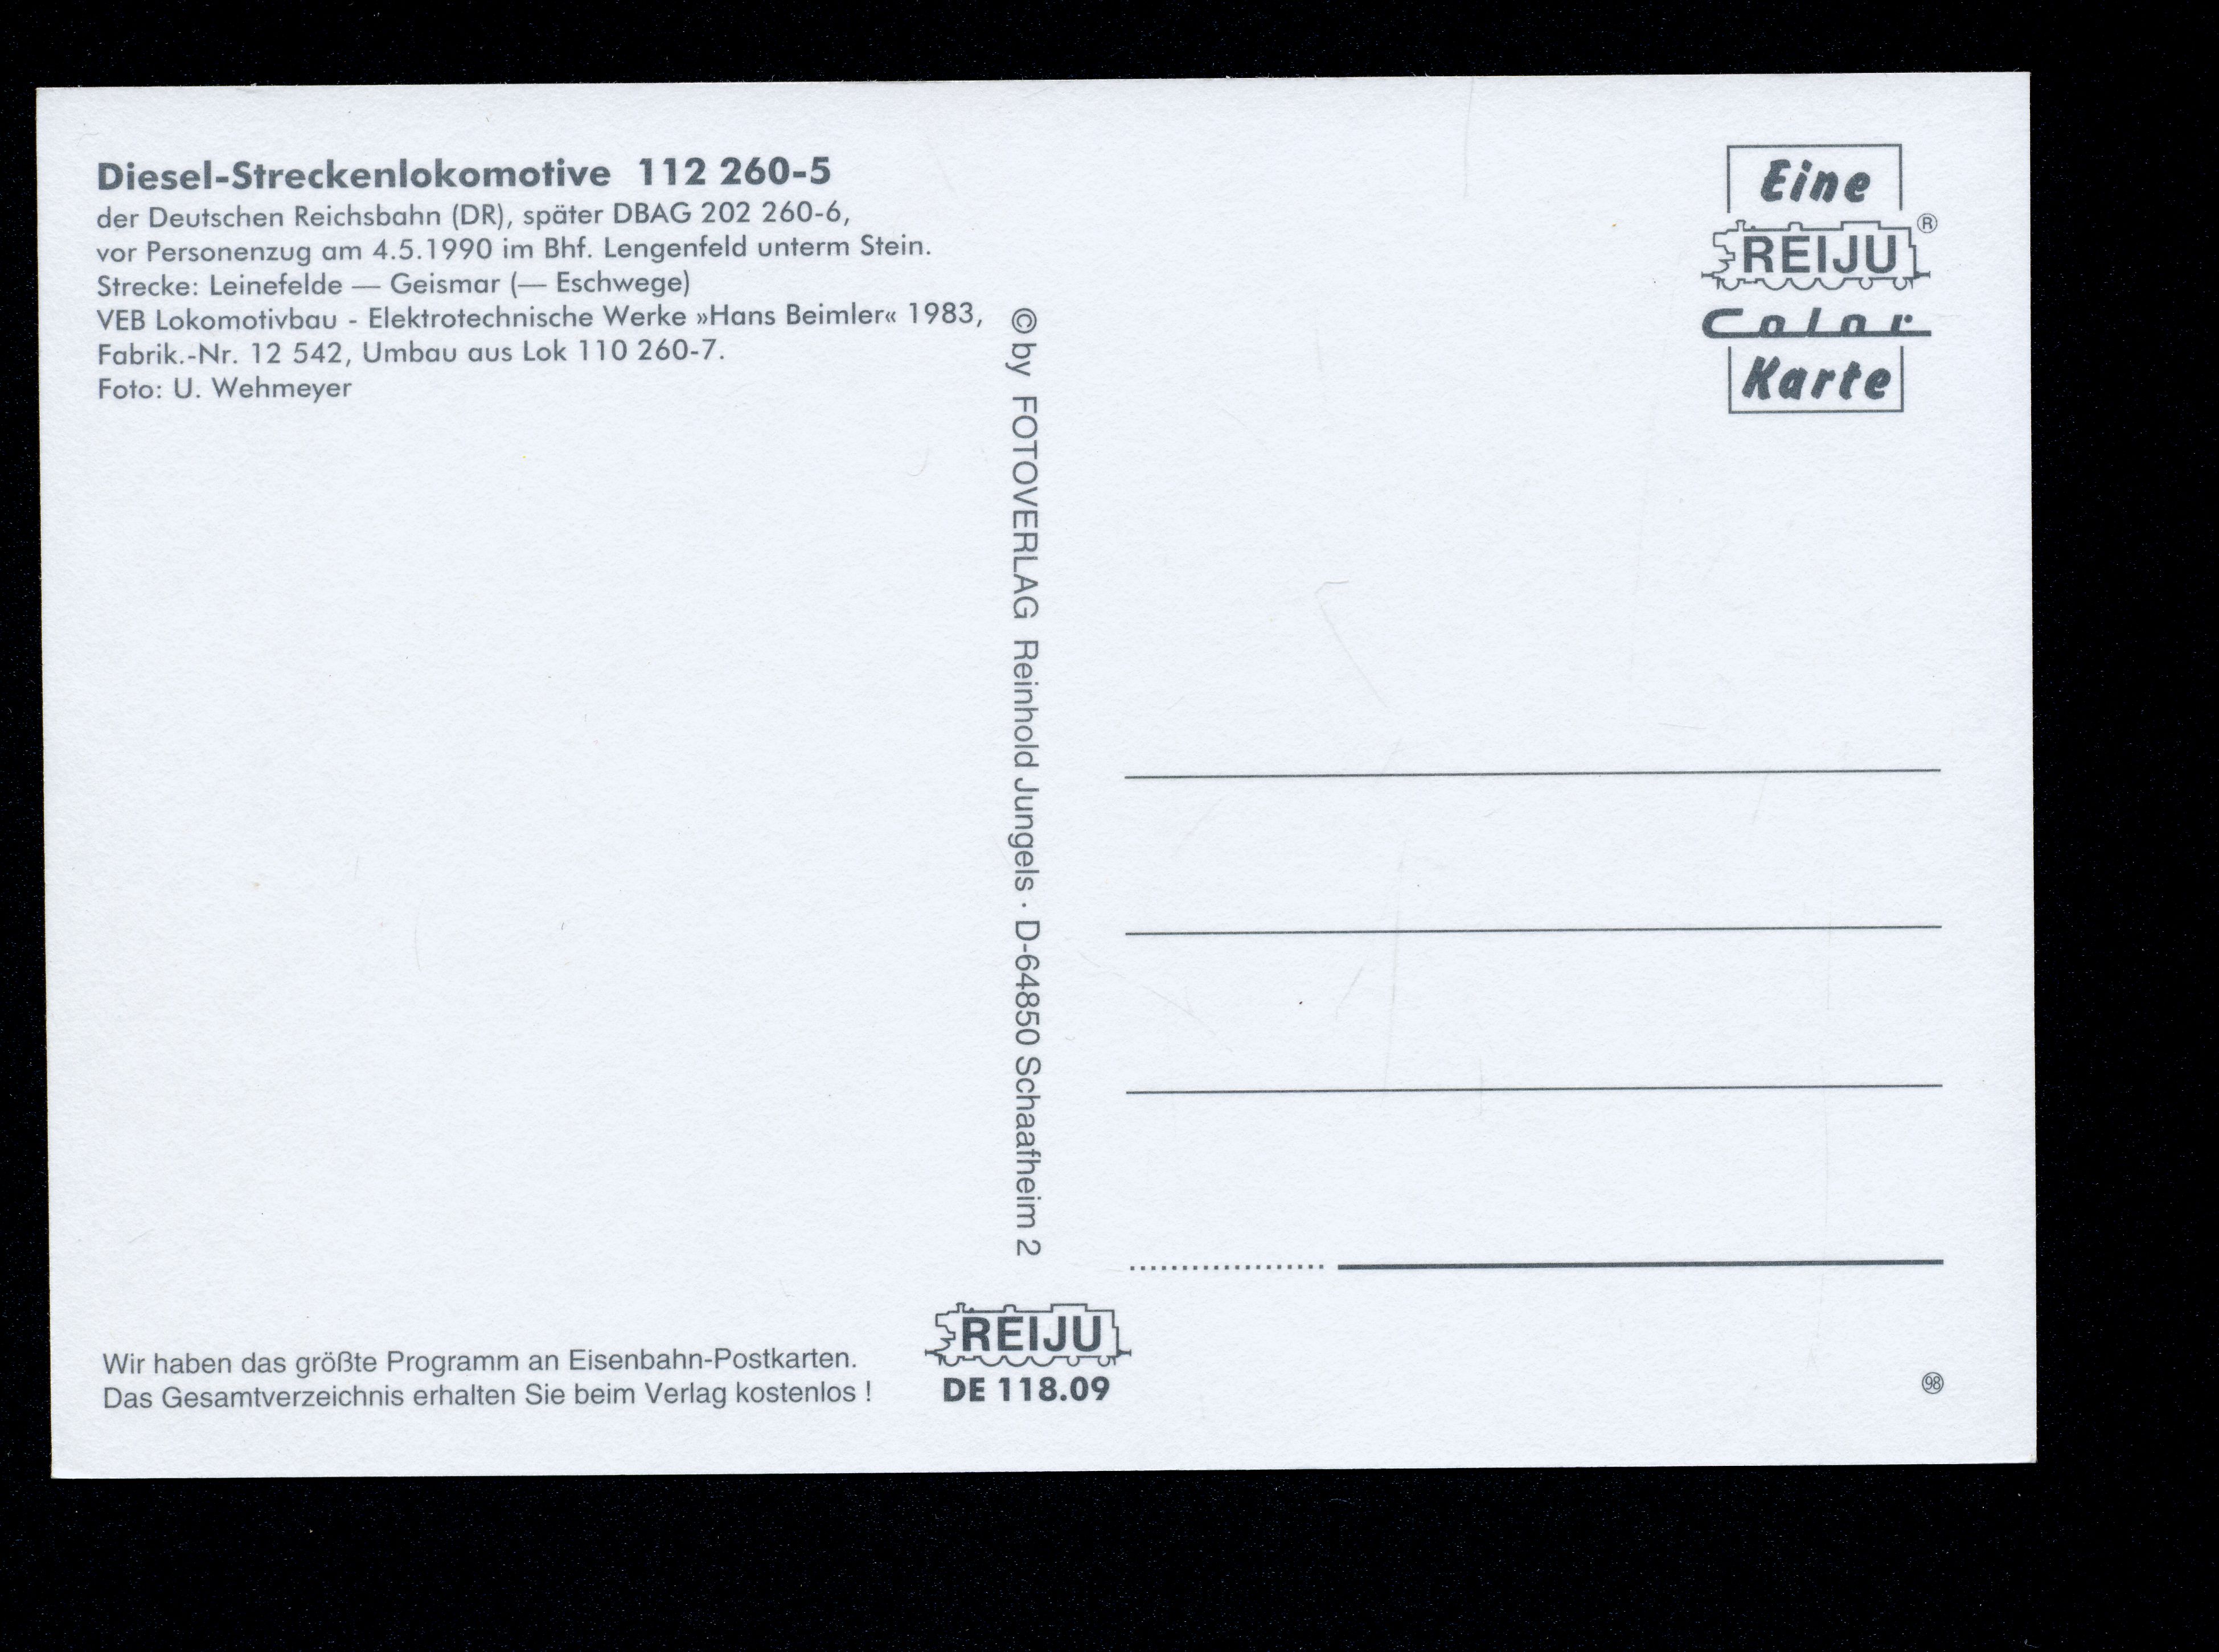 Diesel-Streckenlokomotive 112 260-5
der Deutschen Reichsbahn (DR), später DBAG 202 260-6,
vor Personenzug am 4.5.1990 im Bhf. Lengenfeld unterm Stein.
Strecke: Leinefelde — Geismar (— Eschwege)
VEB Lokomotivbau - Elektrotechnische Werke »Hans Beimler« 1983,
Fabrik.-Nr. 12 542, Umbau aus Lok 110 260-7.
Foto: U. Wehmeyer
© by FOTOVERLAG Reinhold Jungels · D-64850 Schaafheim 2
Eine
REIJU ®
Color
Karte
Wir haben das größte Programm an Eisenbahn-Postkarten.
Das Gesamtverzeichnis erhalten Sie beim Verlag kostenlos !
REIJU
DE 118.09
98